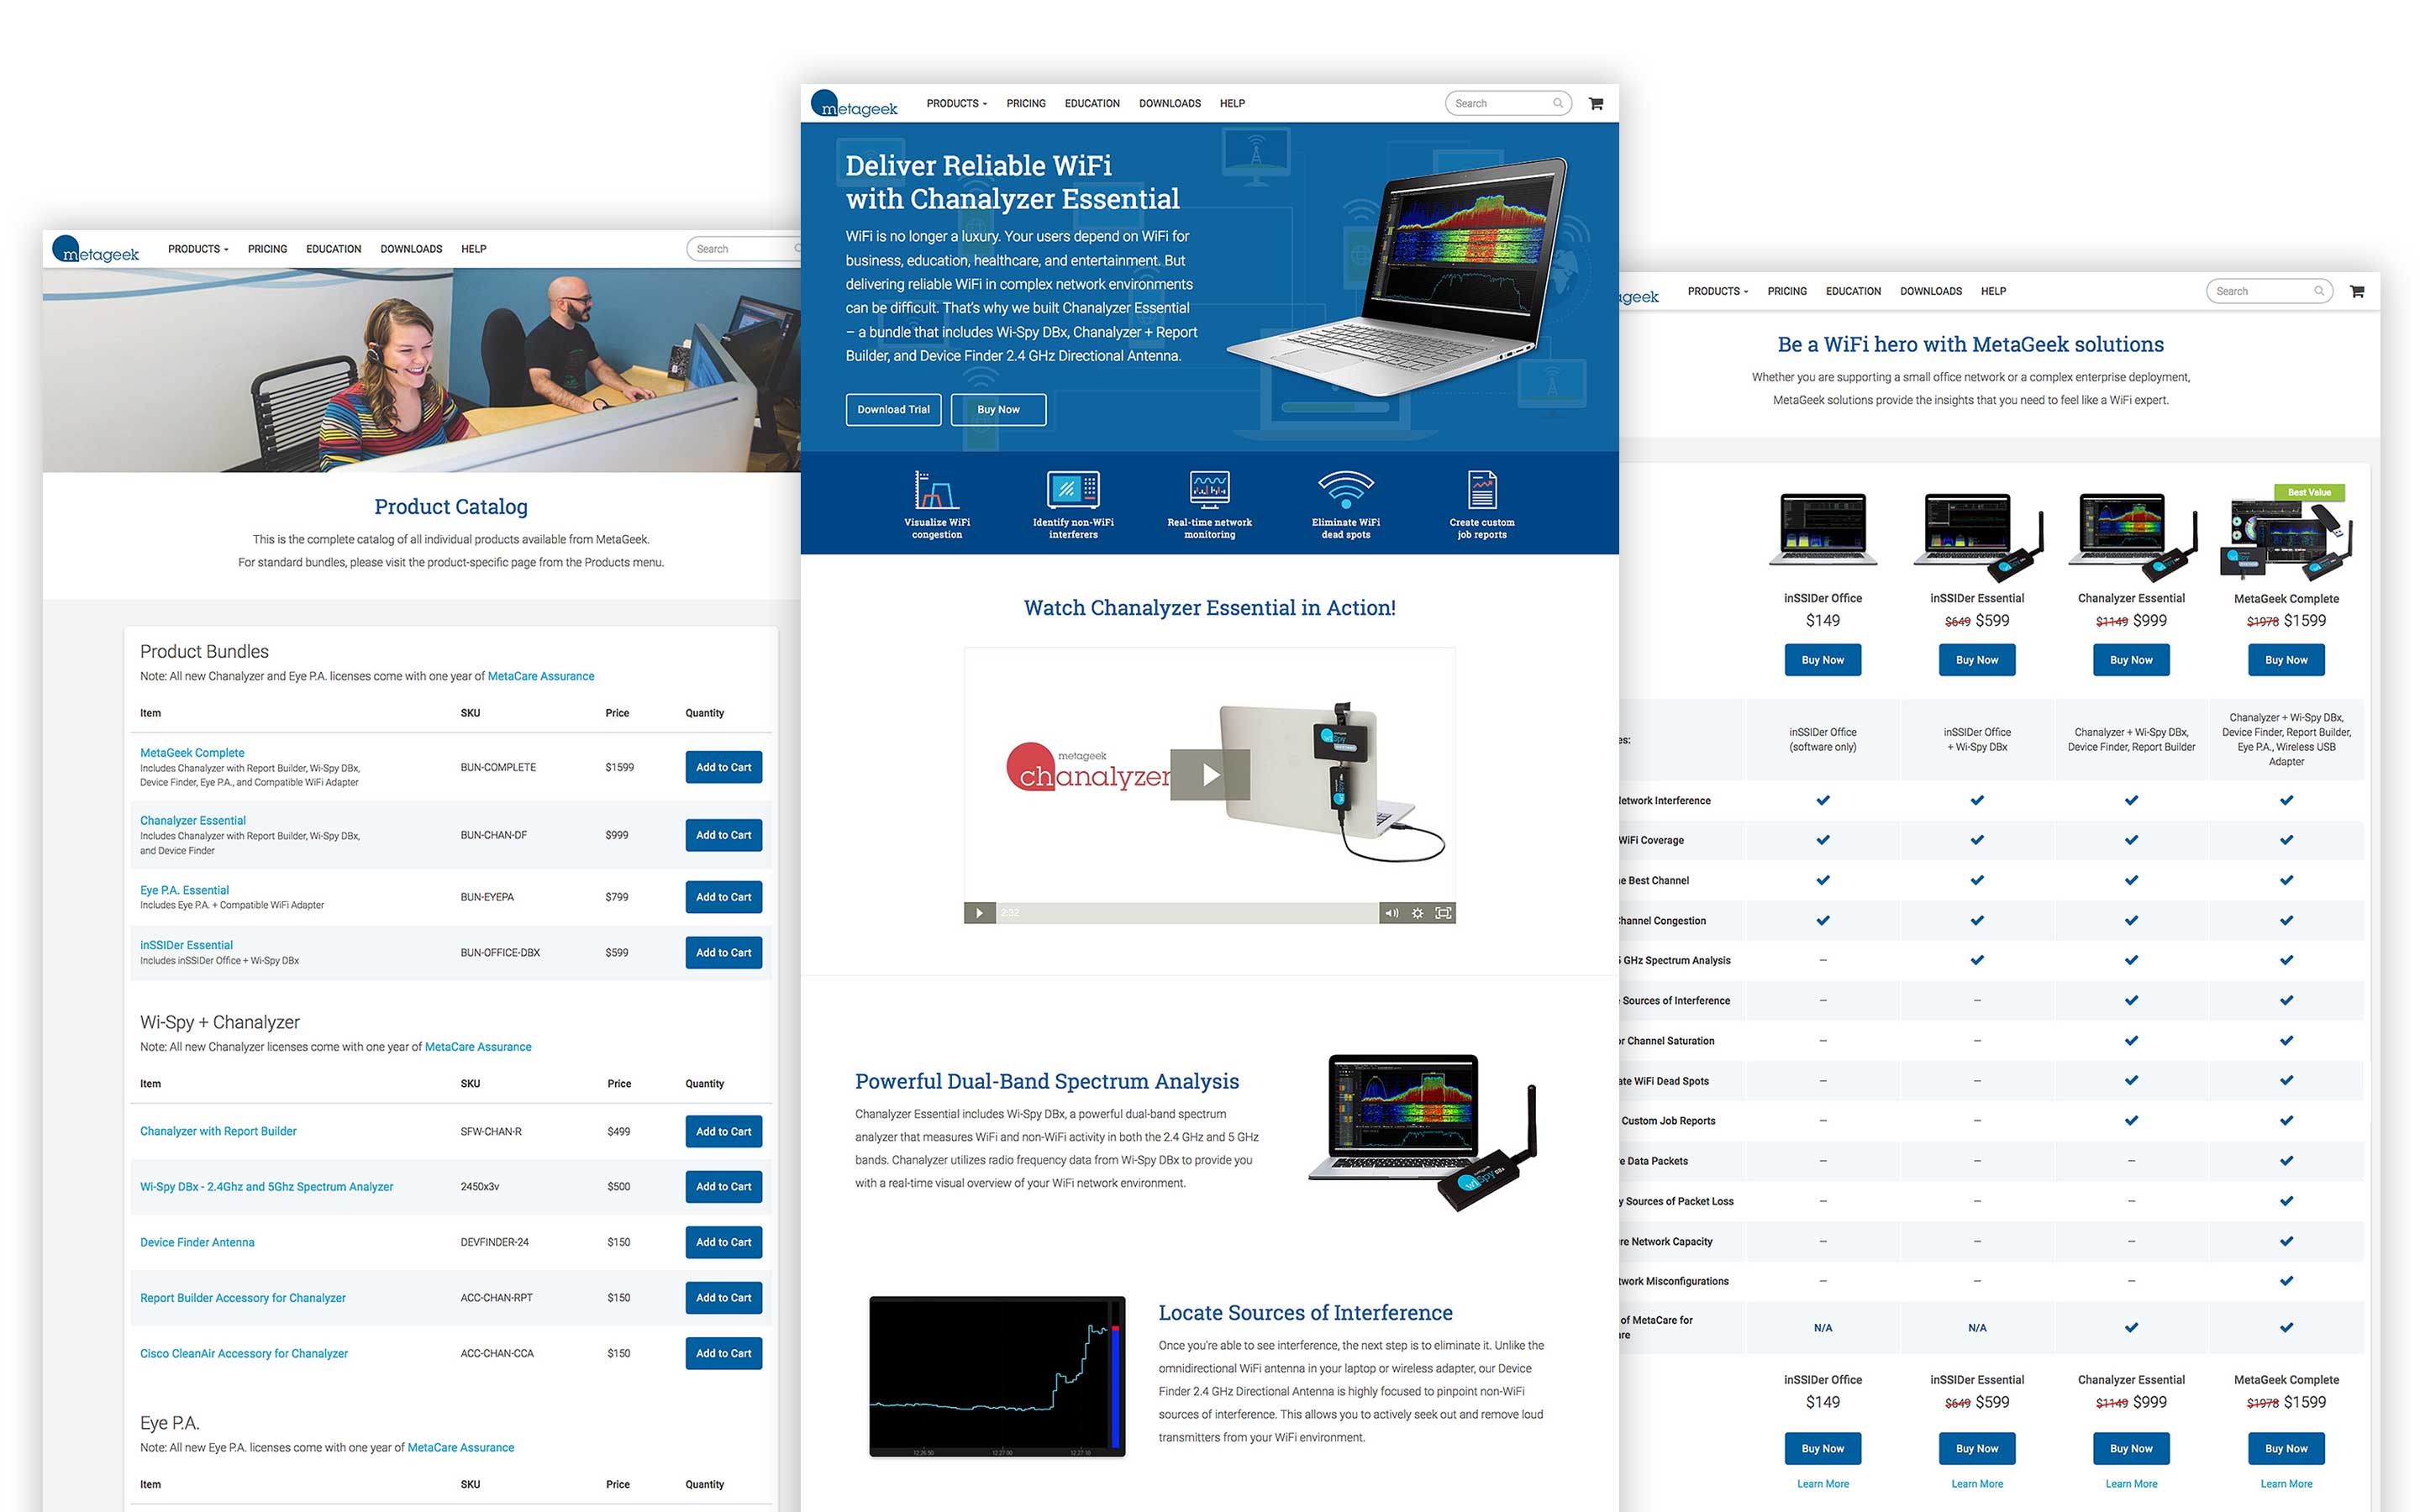 metageek
PRODUCTS
PRICING
EDUCATION
DOWNLOADS
HELP
Search
Product Catalog
This is the complete catalog of all individual products available from MetaGeek.
For standard bundles, please visit the product-specific page from the Products menu.
Product Bundles
Note: All new Chanalyzer and Eye P.A. licenses come with one year of MetaCare Assurance
Item SKU Price Quantity
MetaGeek Complete
Includes Chanalyzer with Report Builder, Wi-Spy DBx,
Device Finder, Eye P.A., and Compatible WiFi Adapter
BUN-COMPLETE $1599 Add to Cart
Chanalyzer Essential
Includes Chanalyzer with Report Builder, Wi-Spy DBx,
and Device Finder
BUN-CHAN-DF $999 Add to Cart
Eye P.A. Essential
Includes Eye P.A. + Compatible WiFi Adapter
BUN-EYEPA $799 Add to Cart
inSSIDer Essential
Includes inSSIDer Office + Wi-Spy DBx
BUN-OFFICE-DBX $599 Add to Cart
Wi-Spy + Chanalyzer
Note: All new Chanalyzer licenses come with one year of MetaCare Assurance
Item SKU Price Quantity
Chanalyzer with Report Builder SFW-CHAN-R $499 Add to Cart
Wi-Spy DBx - 2.4Ghz and 5Ghz Spectrum Analyzer 2450x3v $500 Add to Cart
Device Finder Antenna DEVFINDER-24 $150 Add to Cart
Report Builder Accessory for Chanalyzer ACC-CHAN-RPT $150 Add to Cart
Cisco CleanAir Accessory for Chanalyzer ACC-CHAN-CCA $150 Add to Cart
Eye P.A.
Note: All new Eye P.A. licenses come with one year of MetaCare Assurance
Item SKU Price Quantity
metageek
PRODUCTS
PRICING
EDUCATION
DOWNLOADS
HELP
Search
Deliver Reliable WiFi
with Chanalyzer Essential
WiFi is no longer a luxury. Your users depend on WiFi for
business, education, healthcare, and entertainment. But
delivering reliable WiFi in complex network environments
can be difficult. That's why we built Chanalyzer Essential
– a bundle that includes Wi-Spy DBx, Chanalyzer + Report
Builder, and Device Finder 2.4 GHz Directional Antenna.
Download Trial
Buy Now
Visualize WiFi
congestion
Identify non-WiFi
interferers
Real-time network
monitoring
Eliminate WiFi
dead spots
Create custom
job reports
Watch Chanalyzer Essential in Action!
metageek
chanalyzer
2:32
Powerful Dual-Band Spectrum Analysis
Chanalyzer Essential includes Wi-Spy DBx, a powerful dual-band spectrum
analyzer that measures WiFi and non-WiFi activity in both the 2.4 GHz and 5 GHz
bands. Chanalyzer utilizes radio frequency data from Wi-Spy DBx to provide you
with a real-time visual overview of your WiFi network environment.
12:26:50 12:27:00 12:27:10
Locate Sources of Interference
Once you're able to see interference, the next step is to eliminate it. Unlike the
omnidirectional WiFi antenna in your laptop or wireless adapter, our Device
Finder 2.4 GHz Directional Antenna is highly focused to pinpoint non-WiFi
sources of interference. This allows you to actively seek out and remove loud
transmitters from your WiFi environment.
geek
PRODUCTS
PRICING
EDUCATION
DOWNLOADS
HELP
Search
Be a WiFi hero with MetaGeek solutions
Whether you are supporting a small office network or a complex enterprise deployment,
MetaGeek solutions provide the insights that you need to feel like a WiFi expert.
Best Value
inSSIDer Office
$149
Buy Now
inSSIDer Essential
$649 $599
Buy Now
Chanalyzer Essential
$1149 $999
Buy Now
MetaGeek Complete
$1978 $1599
Buy Now
es:
inSSIDer Office
(software only)
inSSIDer Office
+ Wi-Spy DBx
Chanalyzer + Wi-Spy DBx,
Device Finder, Report Builder
Chanalyzer + Wi-Spy DBx,
Device Finder, Report Builder,
Eye P.A., Wireless USB
Adapter
etwork Interference
WiFi Coverage
e Best Channel
hannel Congestion
GHz Spectrum Analysis – 
Sources of Interference – –
r Channel Saturation – –
ate WiFi Dead Spots – –
Custom Job Reports – –
e Data Packets – – –
y Sources of Packet Loss – – –
re Network Capacity – – –
twork Misconfigurations – – –
of MetaCare for
re
N/A N/A
inSSIDer Office
$149
Buy Now
Learn More
inSSIDer Essential
$649 $599
Buy Now
Learn More
Chanalyzer Essential
$1149 $999
Buy Now
Learn More
MetaGeek Complete
$1978 $1599
Buy Now
Learn More